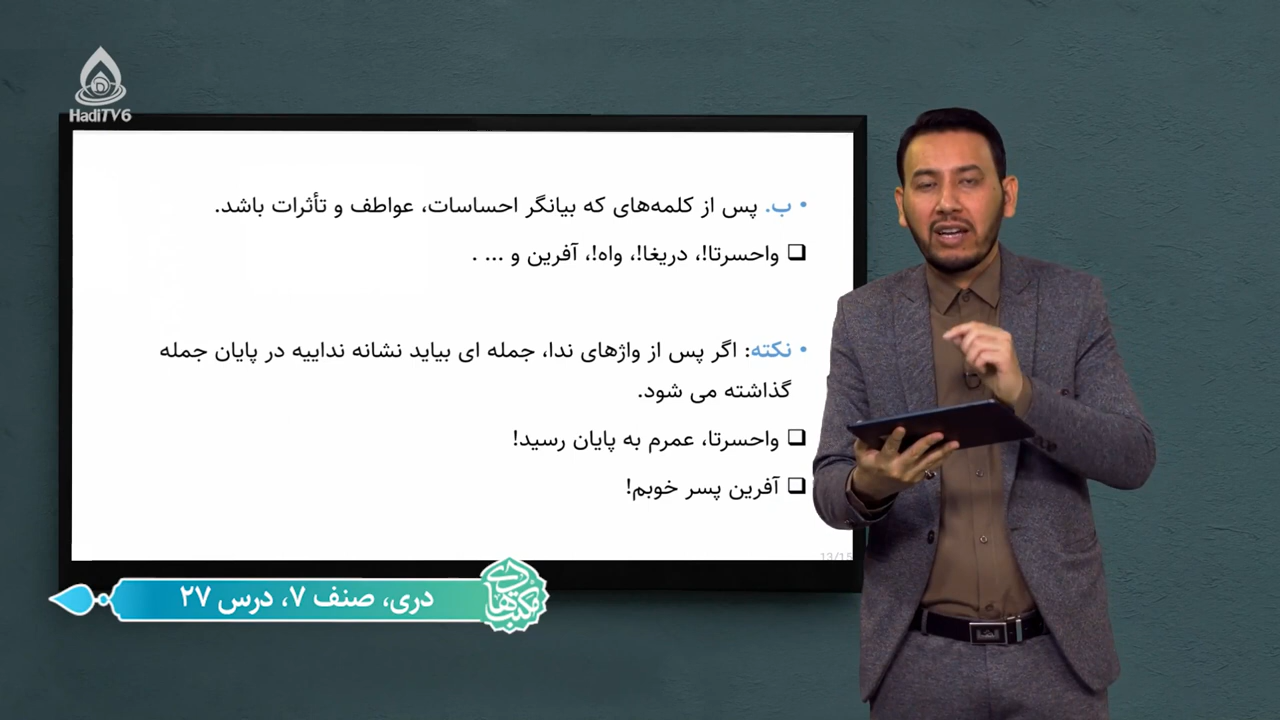 HadiTV6
• ب. پس از کلمه‌های که بیانگر احساسات، عواطف و تأثرات باشد.
❑ واحسرتا!، دریغا!، واه!، آفرین و ... .
• نکته: اگر پس از واژهای ندا، جمله ای بیاید نشانه نداییه در پایان جمله
گذاشته می شود.
❑ واحسرتا، عمرم به پایان رسید!
❑ آفرین پسر خوبم!
13/15
دری، صنف ۷، درس ۲۷